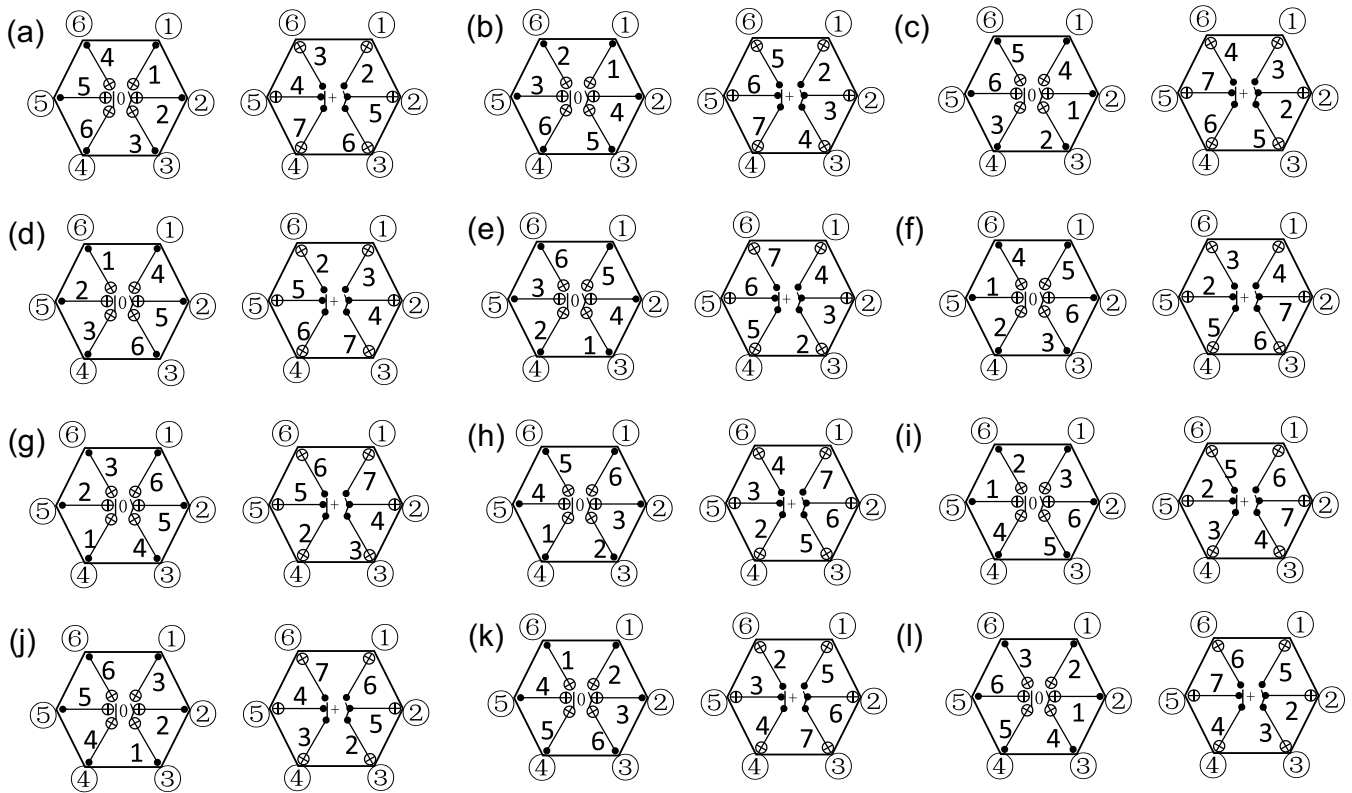 (a) ⑥ ① ⑥ ① (b) ⑥ ① ⑥ ① (c) ⑥ ① ⑥ ①
4 1 3 2 2 1 5 2 5 4 4 3
⑤ 5 |0⟩ 2 ② ⑤ 4 |+⟩ 5 ② ⑤ 3 |0⟩ 4 ② ⑤ 6 |+⟩ 3 ② ⑤ 6 |0⟩ 1 ② ⑤ 7 |+⟩ 2 ②
6 3 7 6 6 5 7 4 3 2 6 5
④ ③ ④ ③ ④ ③ ④ ③ ④ ③ ④ ③
(d) ⑥ ① ⑥ ① (e) ⑥ ① ⑥ ① (f) ⑥ ① ⑥ ①
1 4 2 3 6 5 7 4 4 5 3 4
⑤ 2 |0⟩ 5 ② ⑤ 5 |+⟩ 4 ② ⑤ 3 |0⟩ 4 ② ⑤ 6 |+⟩ 3 ② ⑤ 1 |0⟩ 6 ② ⑤ 2 |+⟩ 7 ②
3 6 6 7 2 1 5 2 2 3 5 6
④ ③ ④ ③ ④ ③ ④ ③ ④ ③ ④ ③
(g) ⑥ ① ⑥ ① (h) ⑥ ① ⑥ ① (i) ⑥ ① ⑥ ①
3 6 6 7 5 6 4 7 2 3 5 6
⑤ 2 |0⟩ 5 ② ⑤ 5 |+⟩ 4 ② ⑤ 4 |0⟩ 3 ② ⑤ 3 |+⟩ 6 ② ⑤ 1 |0⟩ 6 ② ⑤ 2 |+⟩ 7 ②
1 4 2 3 1 2 2 5 4 5 3 4
④ ③ ④ ③ ④ ③ ④ ③ ④ ③ ④ ③
(j) ⑥ ① ⑥ ① (k) ⑥ ① ⑥ ① (l) ⑥ ① ⑥ ①
6 3 7 6 1 2 2 5 3 2 6 5
⑤ 5 |0⟩ 2 ② ⑤ 4 |+⟩ 5 ② ⑤ 4 |0⟩ 3 ② ⑤ 3 |+⟩ 6 ② ⑤ 6 |0⟩ 1 ② ⑤ 7 |+⟩ 2 ②
4 1 3 2 5 6 4 7 5 4 4 3
④ ③ ④ ③ ④ ③ ④ ③ ④ ③ ④ ③